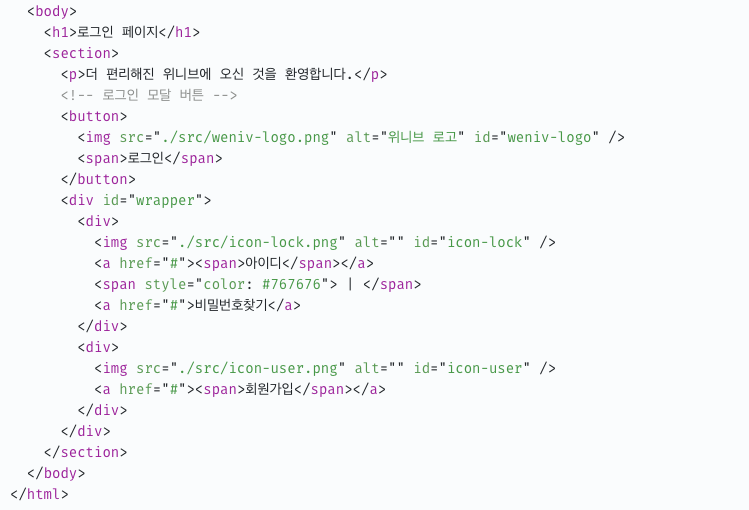 <body>
<h1>로그인 페이지</h1>
<section>
<p>더 편리해진 위니브에 오신 것을 환영합니다.</p>
<!-- 로그인 모달 버튼 -->
<button>
<img src="./src/weniv-logo.png" alt="위니브 로고" id="weniv-logo" />
<span>로그인</span>
</button>
<div id="wrapper">
<div>
<img src="./src/icon-lock.png" alt="" id="icon-lock" />
<a href="#"><span>아이디</span></a>
<span style="color: #767676"> | </span>
<a href="#">비밀번호찾기</a>
</div>
<div>
<img src="./src/icon-user.png" alt="" id="icon-user" />
<a href="#"><span>회원가입</span></a>
</div>
</div>
</section>
</body>
</html>